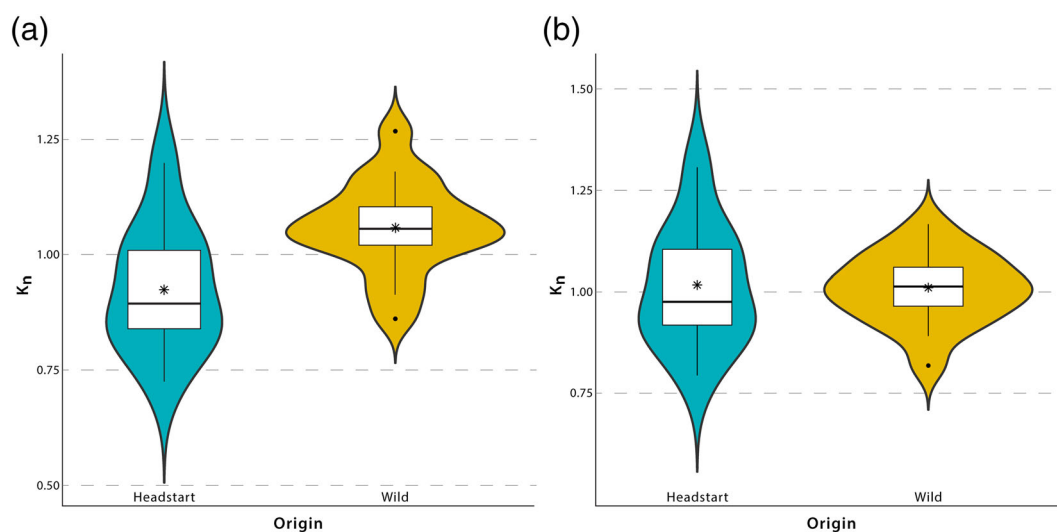 (a)
1.25
1.00
0.75
0.50
Kn
Headstart
Wild
Origin
(b)
1.50
1.25
1.00
0.75
Kn
Headstart
Wild
Origin